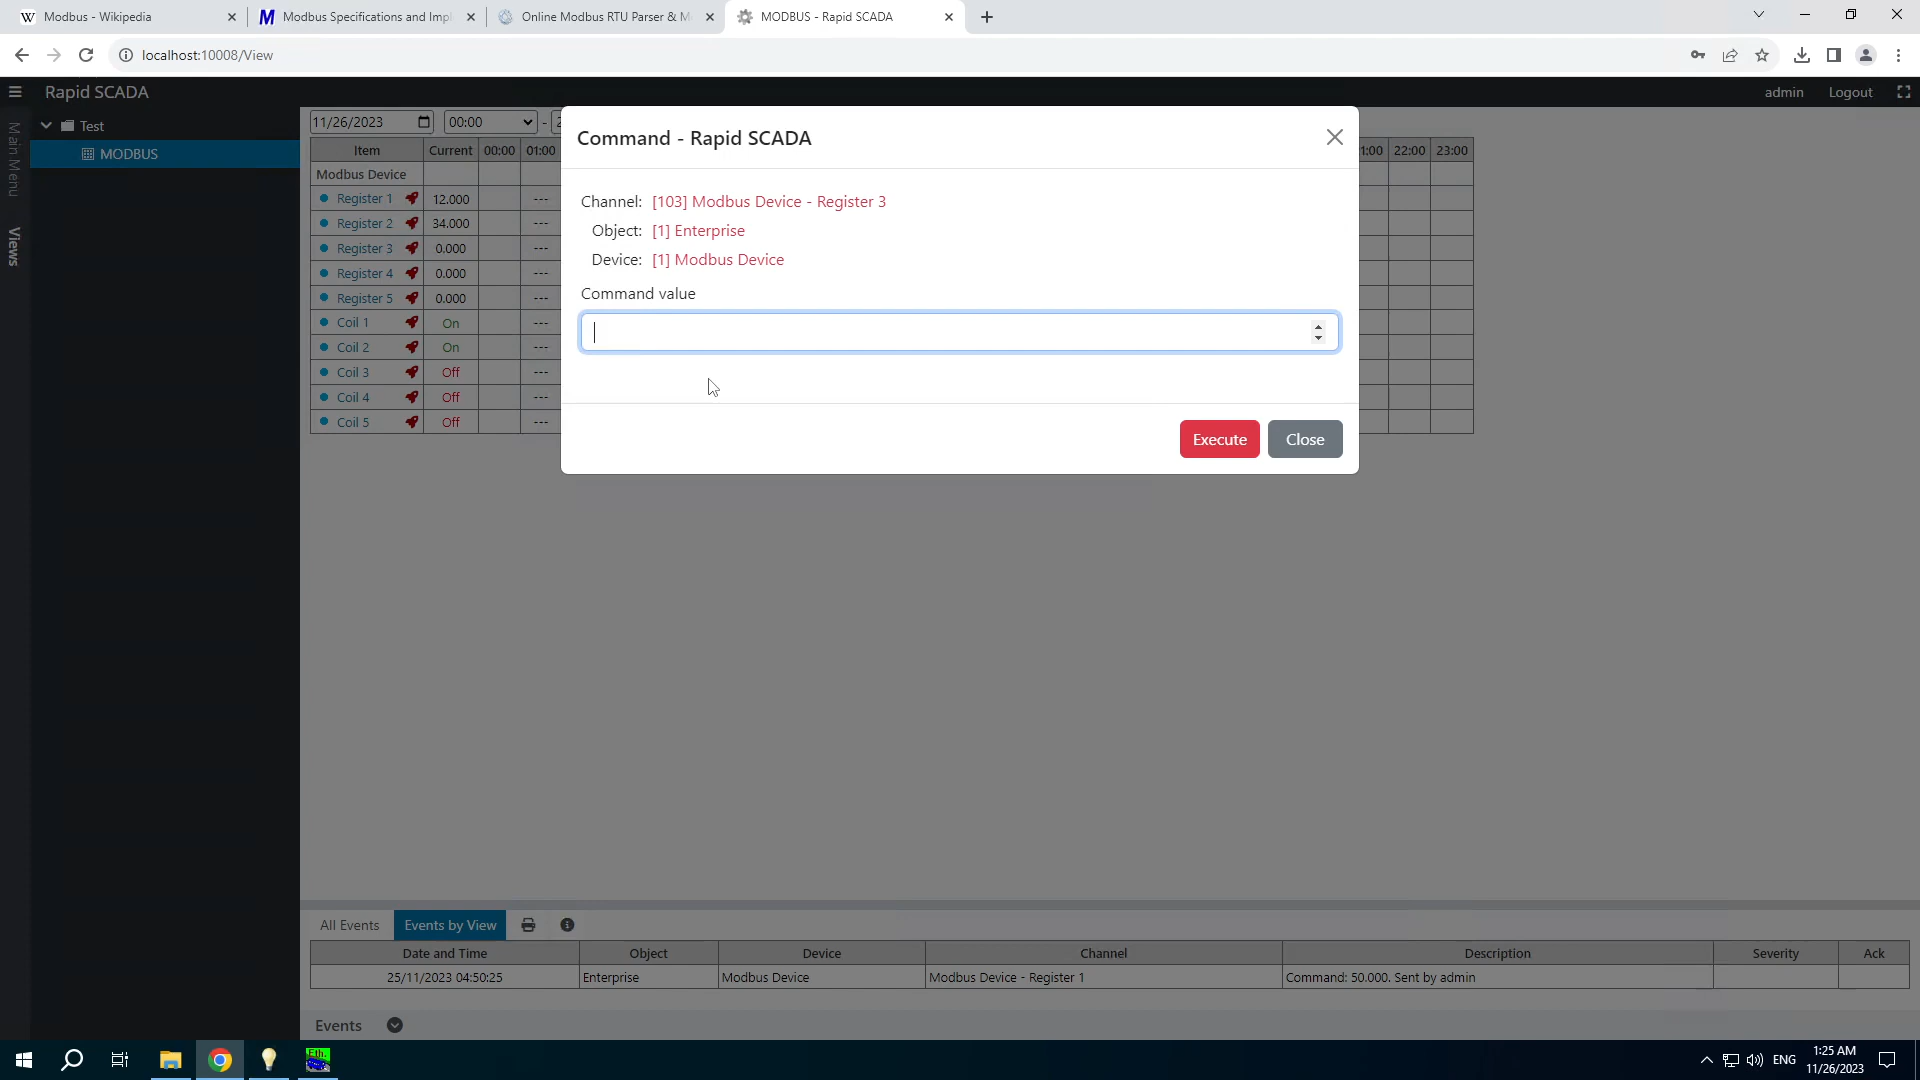 Modbus - Wikipedia
Modbus Specifications and Impl
Online Modbus RTU Parser & M
MODBUS - Rapid SCADA
localhost:10008/View
Rapid SCADA
admin
Logout
Main Menu
Views
Test
MODBUS
11/26/2023
00:00
-
Item Current 00:00 01:00 22:00 23:00
Modbus Device
Register 1 12.000 ---
Register 2 34.000 ---
Register 3 0.000 ---
Register 4 0.000 ---
Register 5 0.000 ---
Coil 1 On ---
Coil 2 On ---
Coil 3 Off ---
Coil 4 Off ---
Coil 5 Off ---
Command - Rapid SCADA
Channel: [103] Modbus Device - Register 3
Object: [1] Enterprise
Device: [1] Modbus Device
Command value
Execute
Close
All Events
Events by View
Date and Time Object Device Channel Description Severity Ack
25/11/2023 04:50:25 Enterprise Modbus Device Modbus Device - Register 1 Command: 50.000. Sent by admin
Events
Eth.
ENG
1:25 AM
11/26/2023